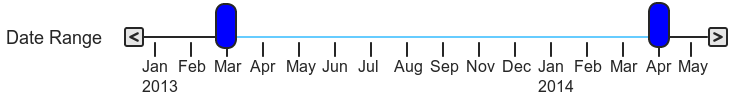 Date Range < >
Jan Feb Mar Apr May Jun Jul Aug Sep Nov Dec Jan Feb Mar Apr May
2013 2014